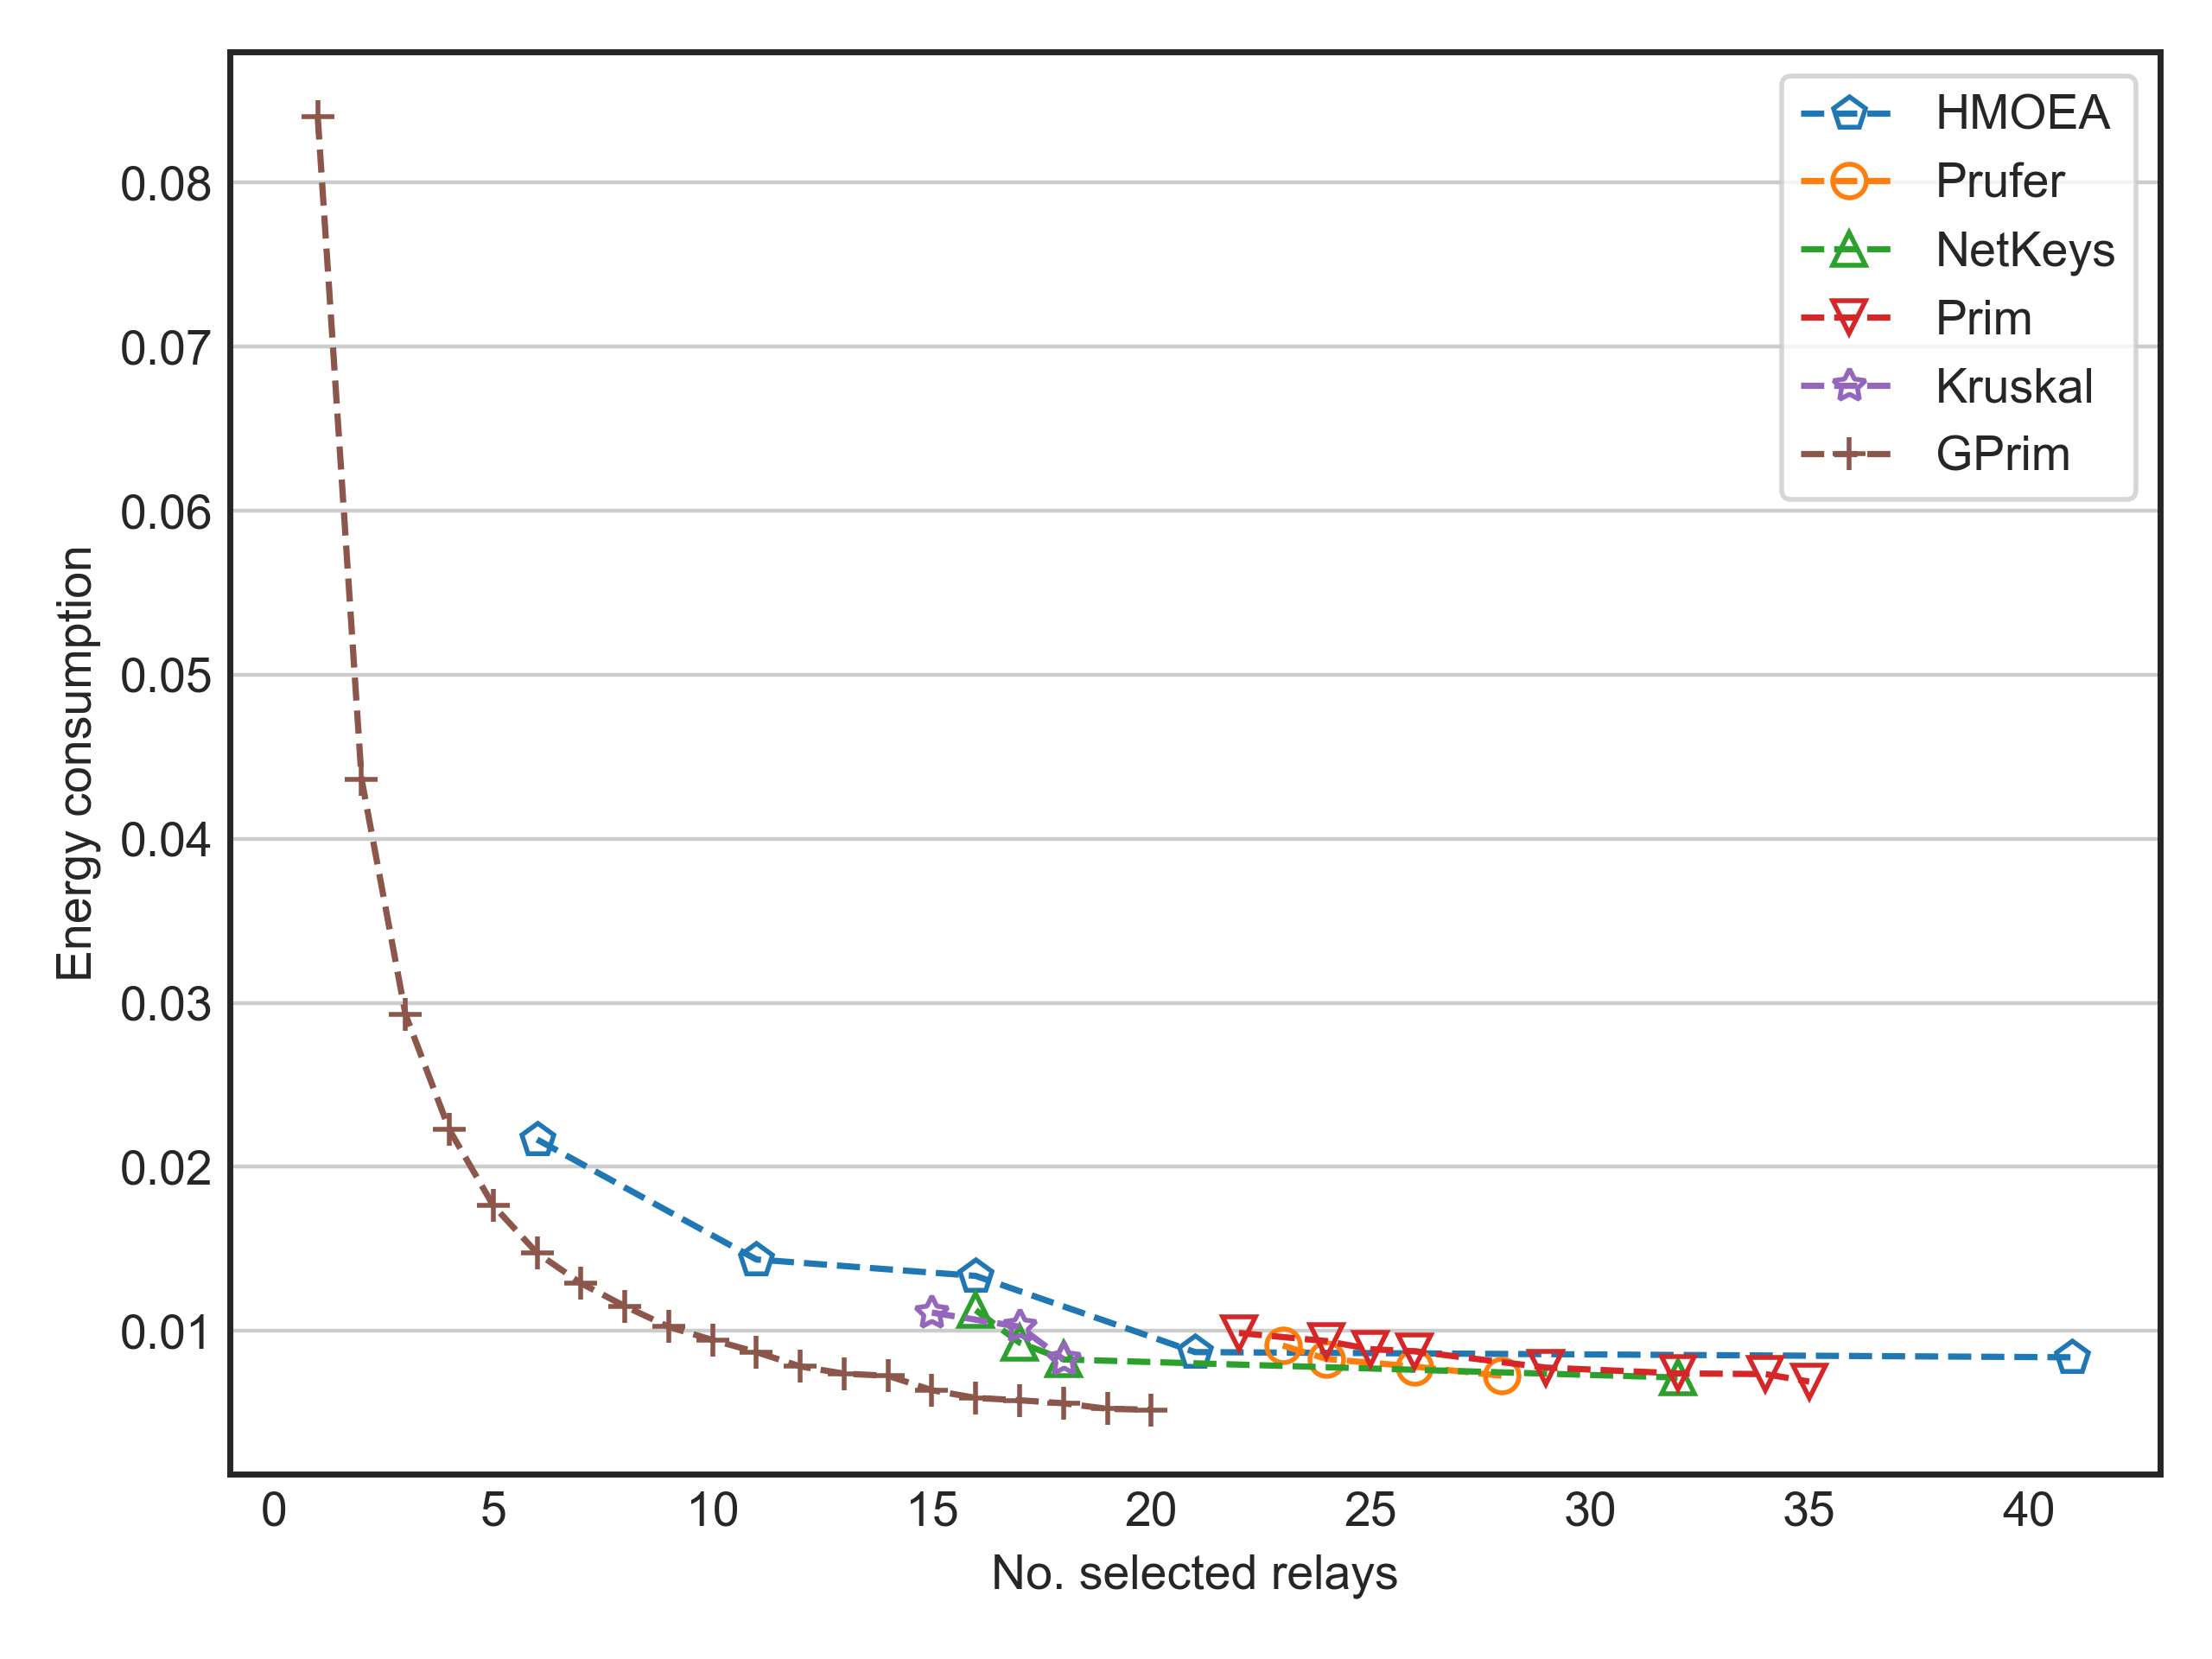 HMOEA
Prufer
NetKeys
Prim
Kruskal
GPrim
0.08
0.07
0.06
0.05
0.04
0.03
0.02
0.01
Energy consumption
0 5 10 15 20 25 30 35 40
No. selected relays